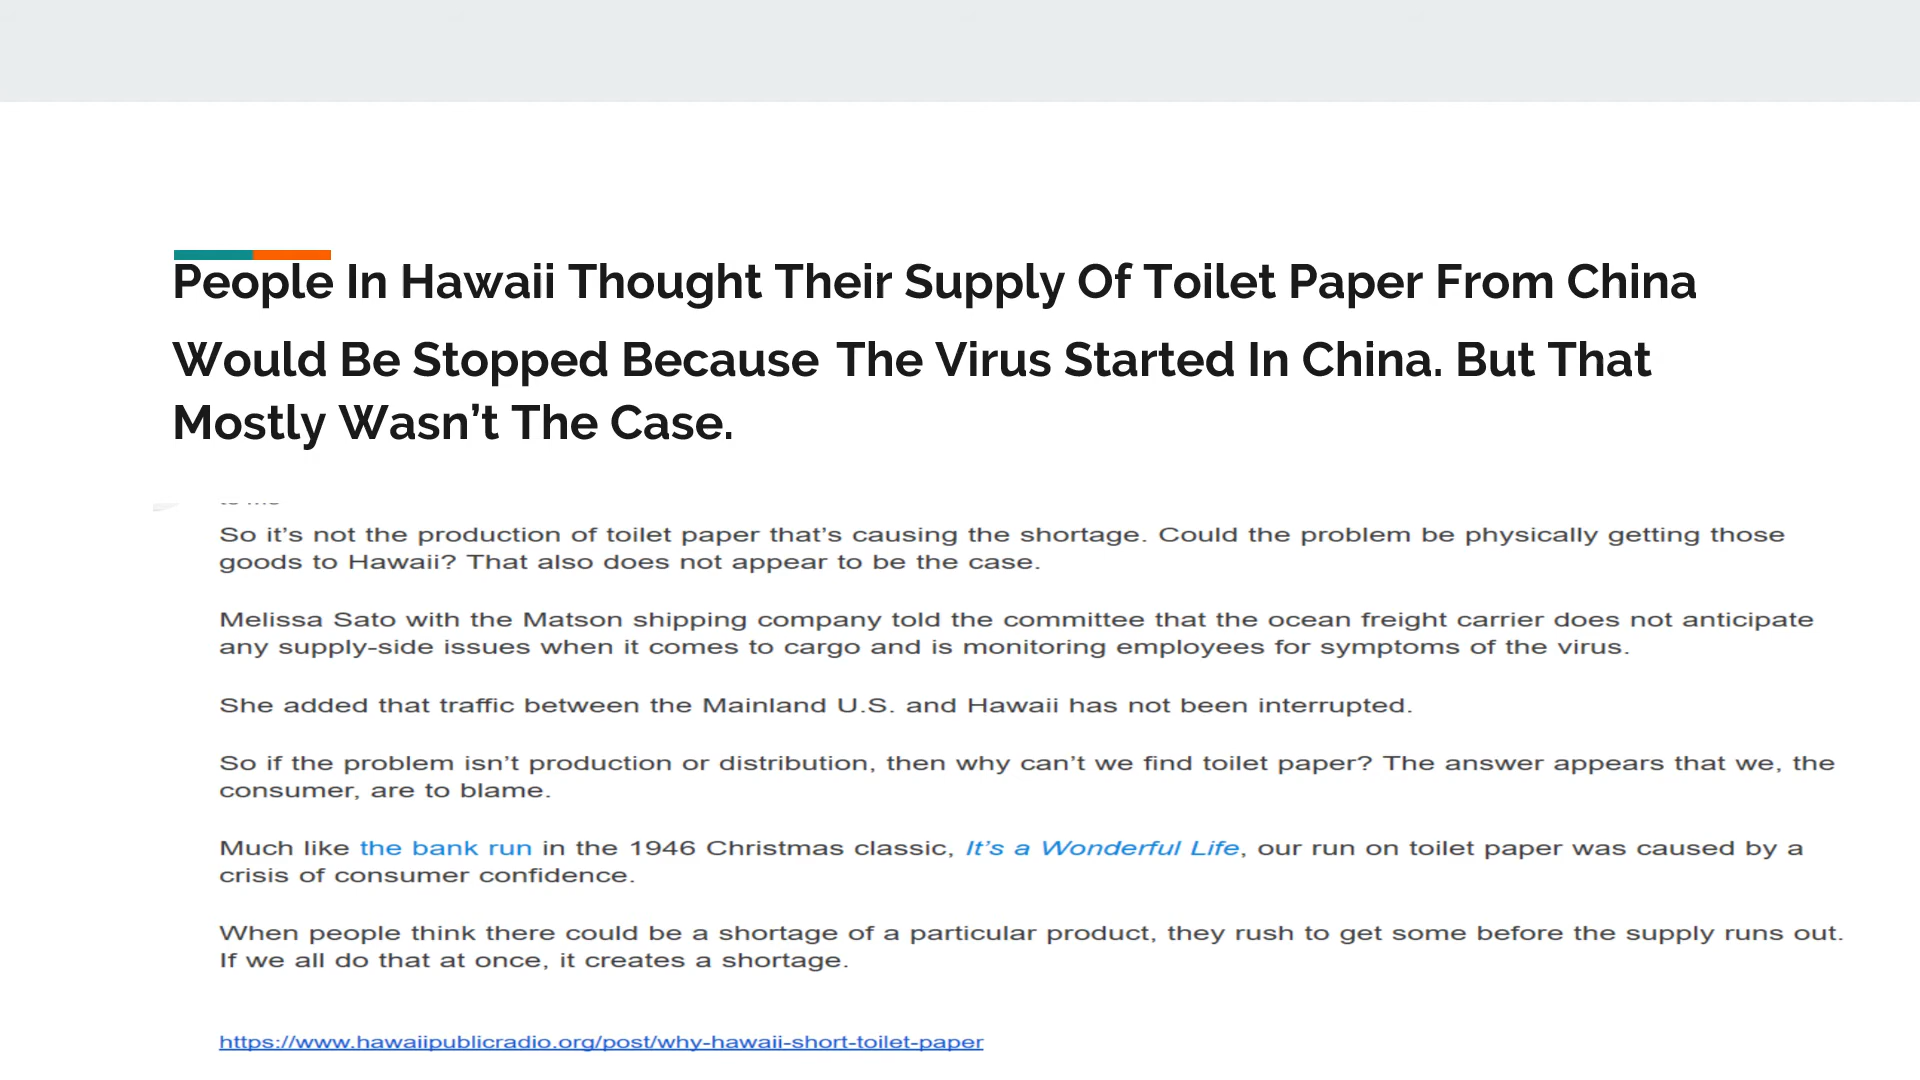 People In Hawaii Thought Their Supply Of Toilet Paper From China
Would Be Stopped Because The Virus Started In China. But That
Mostly Wasn’t The Case.
So it’s not the production of toilet paper that’s causing the shortage. Could the problem be physically getting those
goods to Hawaii? That also does not appear to be the case.
Melissa Sato with the Matson shipping company told the committee that the ocean freight carrier does not anticipate
any supply-side issues when it comes to cargo and is monitoring employees for symptoms of the virus.
She added that traffic between the Mainland U.S. and Hawaii has not been interrupted.
So if the problem isn’t production or distribution, then why can’t we find toilet paper? The answer appears that we, the
consumer, are to blame.
Much like the bank run in the 1946 Christmas classic, It’s a Wonderful Life, our run on toilet paper was caused by a
crisis of consumer confidence.
When people think there could be a shortage of a particular product, they rush to get some before the supply runs out.
If we all do that at once, it creates a shortage.
https://www.hawaiipublicradio.org/post/why-hawaii-short-toilet-paper